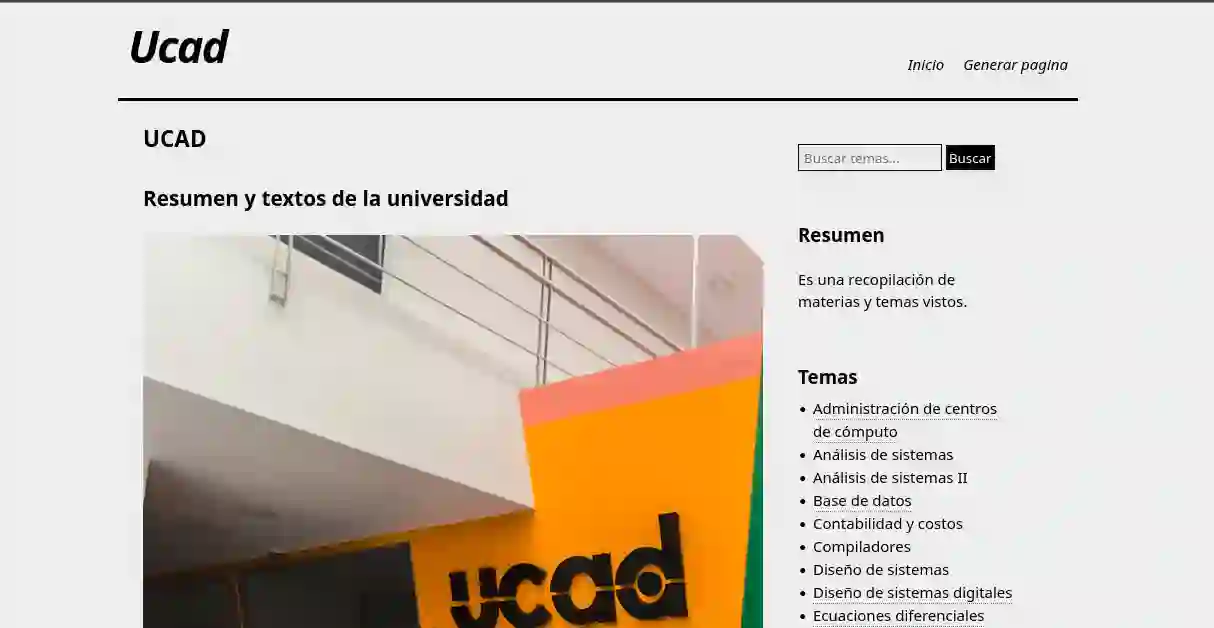 Ucad
Inicio Generar pagina
UCAD
Resumen y textos de la universidad
ucad
Buscar temas...
Buscar
Resumen
Es una recopilación de
materias y temas vistos.
Temas
Administración de centros
de cómputo
Análisis de sistemas
Análisis de sistemas II
Base de datos
Contabilidad y costos
Compiladores
Diseño de sistemas
Diseño de sistemas digitales
Ecuaciones diferenciales